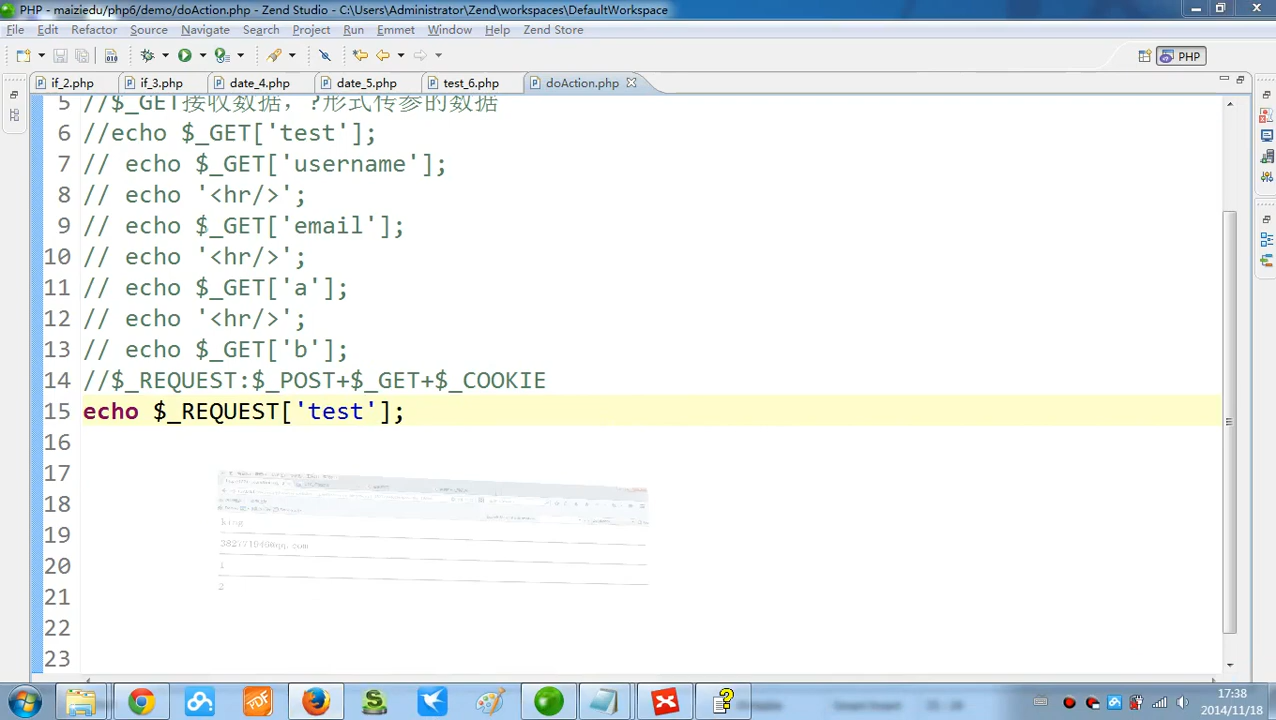 PHP - maiziedu/php6/demo/doAction.php - Zend Studio - C:\Users\Administrator\Zend\workspaces\DefaultWorkspace
File Edit Refactor Source Navigate Search Project Run Emmet Window Help Zend Store
PHP
if_2.php if_3.php date_4.php date_5.php test_6.php doAction.php
5 //$_GET接收数据，?形式传参的数据
6 //echo $_GET['test'];
7 // echo $_GET['username'];
8 // echo '<hr/>';
9 // echo $_GET['email'];
10 // echo '<hr/>';
11 // echo $_GET['a'];
12 // echo '<hr/>';
13 // echo $_GET['b'];
14 //$_REQUEST:$_POST+$_GET+$_COOKIE
15 echo $_REQUEST['test'];
16
17
18
19
20
21
22
23
king
1
2
PDF
17:38
2014/11/18